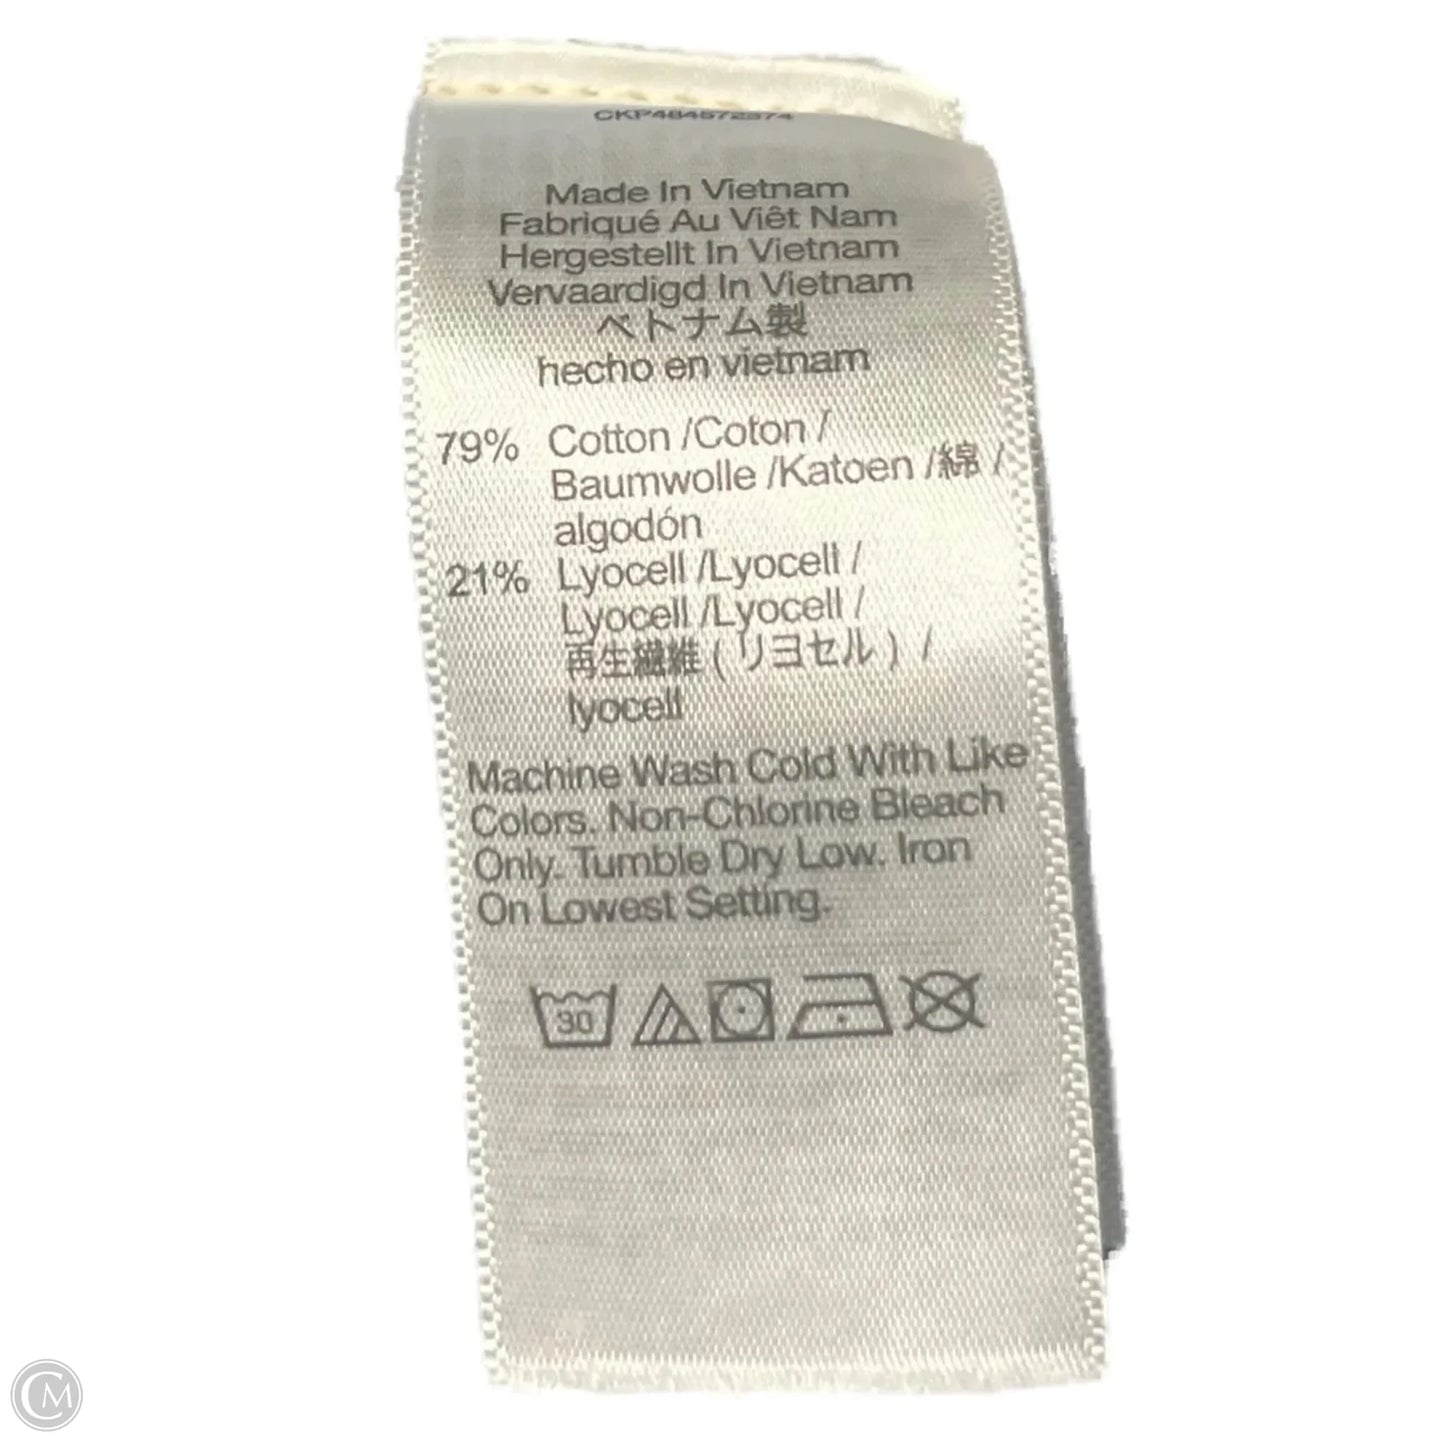 CKP484572374
Made In Vietnam
Fabriqué Au Viêt Nam
Hergestellt In Vietnam
Vervaardigd In Vietnam
ベトナム製
hecho en vietnam
79% Cotton /Coton /
Baumwolle /Katoen /綿 /
algodón
21% Lyocell /Lyocell /
Lyocell /Lyocell /
再生繊維 ( リヨセル ) /
lyocell
Machine Wash Cold With Like
Colors. Non-Chlorine Bleach
Only. Tumble Dry Low. Iron
On Lowest Setting.
30
CM